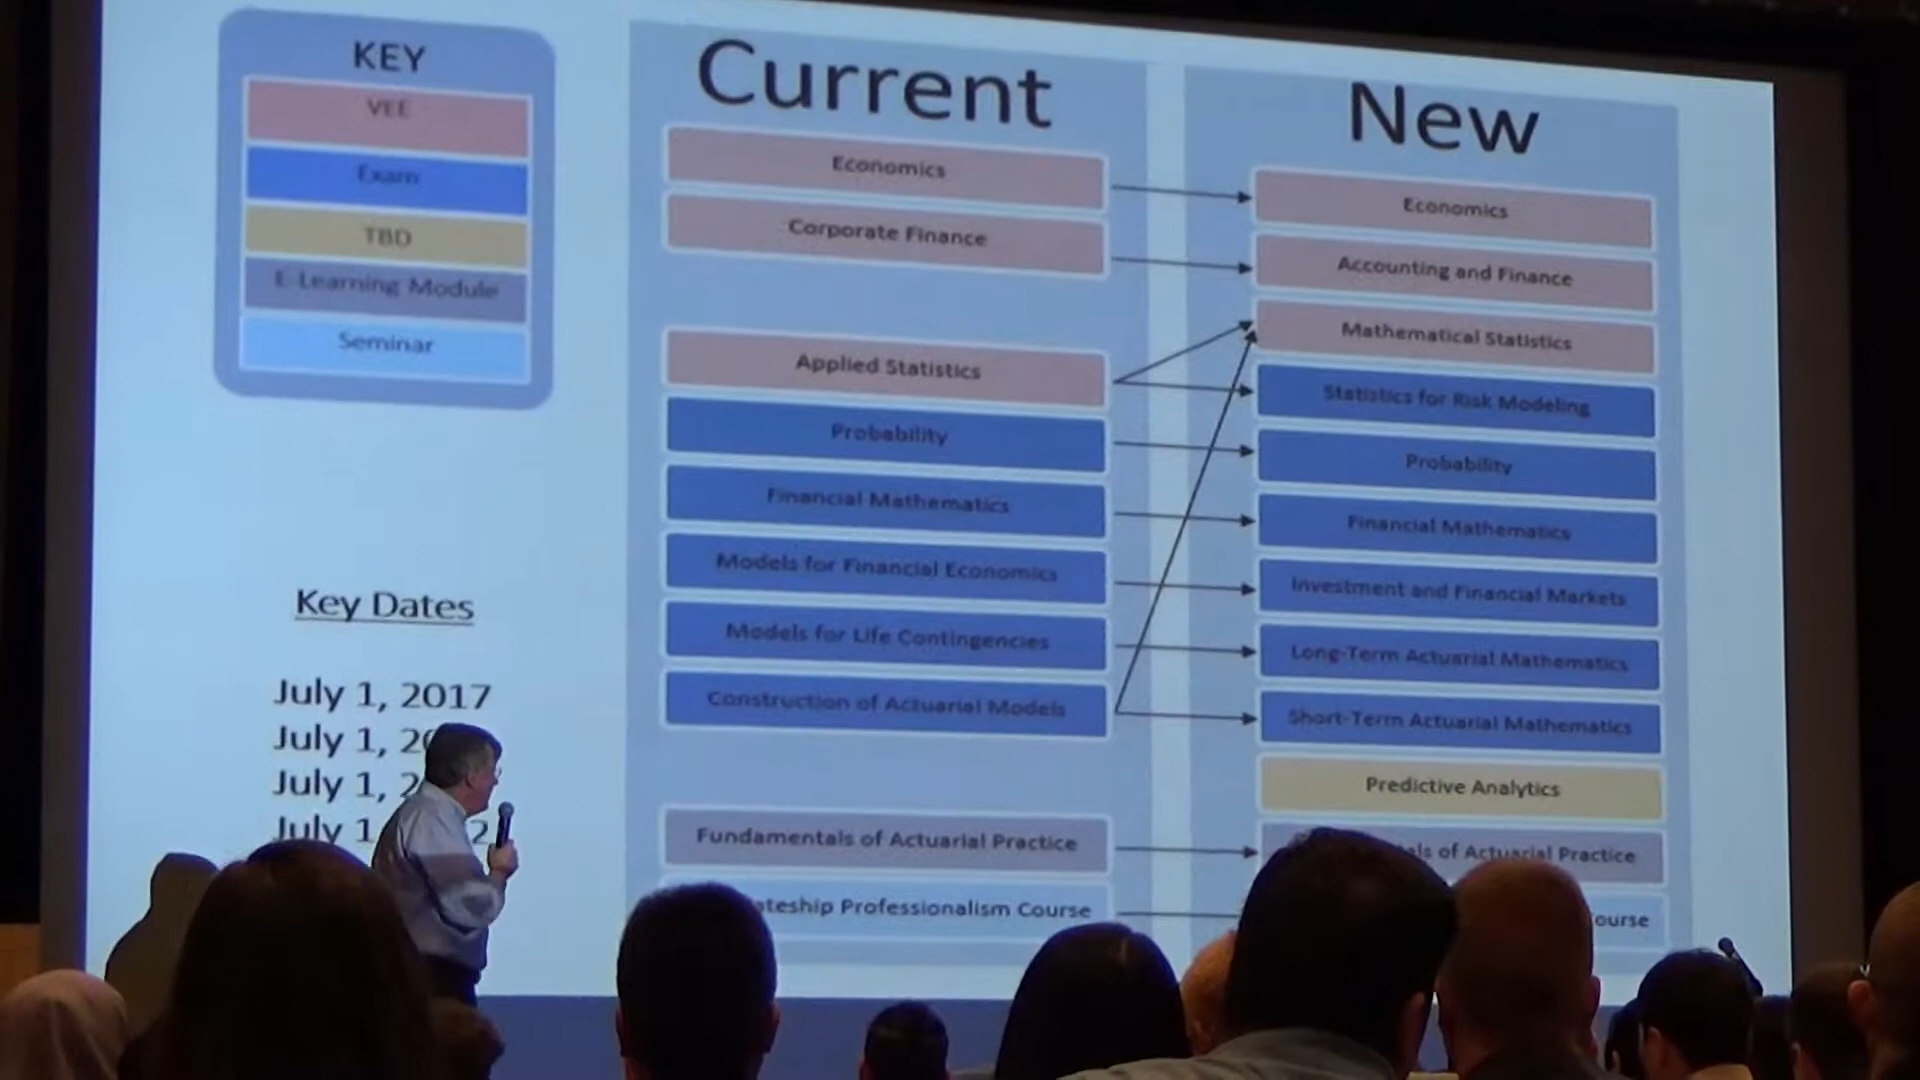 KEY
VEE
Exam
TBD
E-Learning Module
Seminar
Key Dates
July 1, 2017
July 1,
July 1,
July 1
Current
Economics
Corporate Finance
Applied Statistics
Probability
Financial Mathematics
Models for Financial Economics
Models for Life Contingencies
Construction of Actuarial Models
Fundamentals of Actuarial Practice
Professionalism Course
New
Economics
Accounting and Finance
Mathematical Statistics
Statistics for Risk Modeling
Probability
Financial Mathematics
Investment and Financial Markets
Long-Term Actuarial Mathematics
Short-Term Actuarial Mathematics
Predictive Analytics
of Actuarial Practice